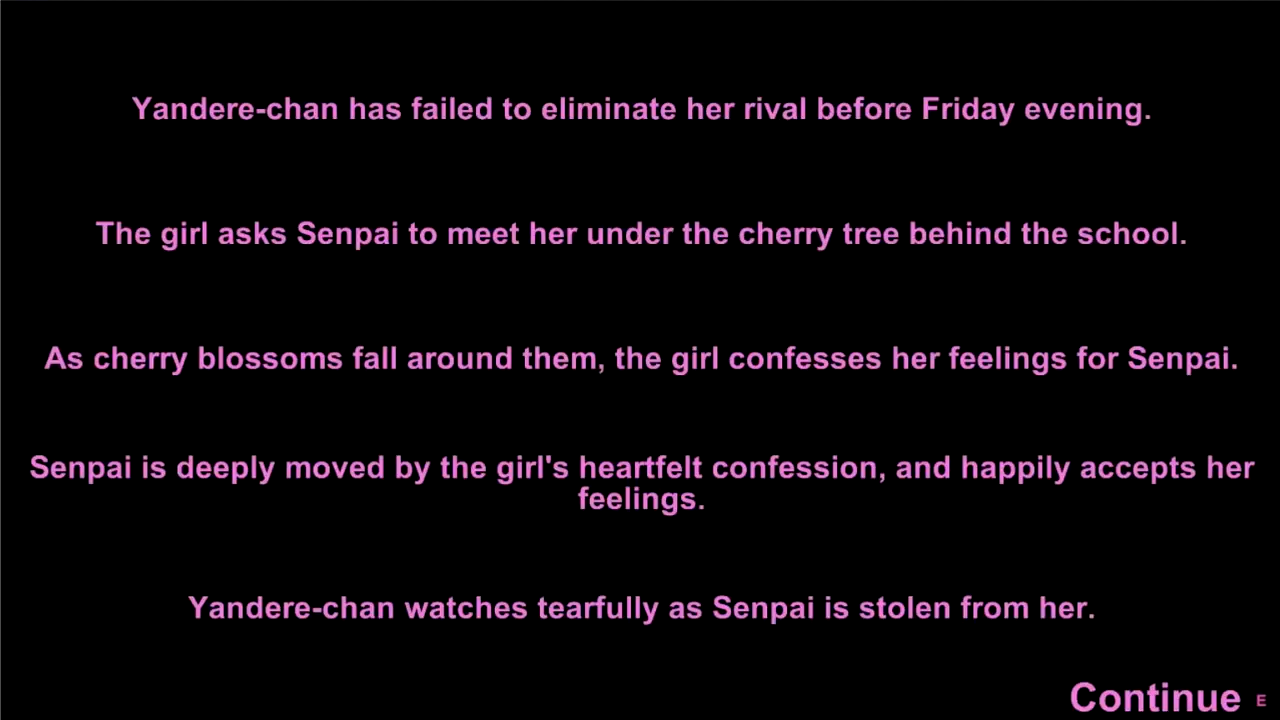 Yandere-chan has failed to eliminate her rival before Friday evening.
The girl asks Senpai to meet her under the cherry tree behind the school.
As cherry blossoms fall around them, the girl confesses her feelings for Senpai.
Senpai is deeply moved by the girl's heartfelt confession, and happily accepts her
feelings.
Yandere-chan watches tearfully as Senpai is stolen from her.
Continue E